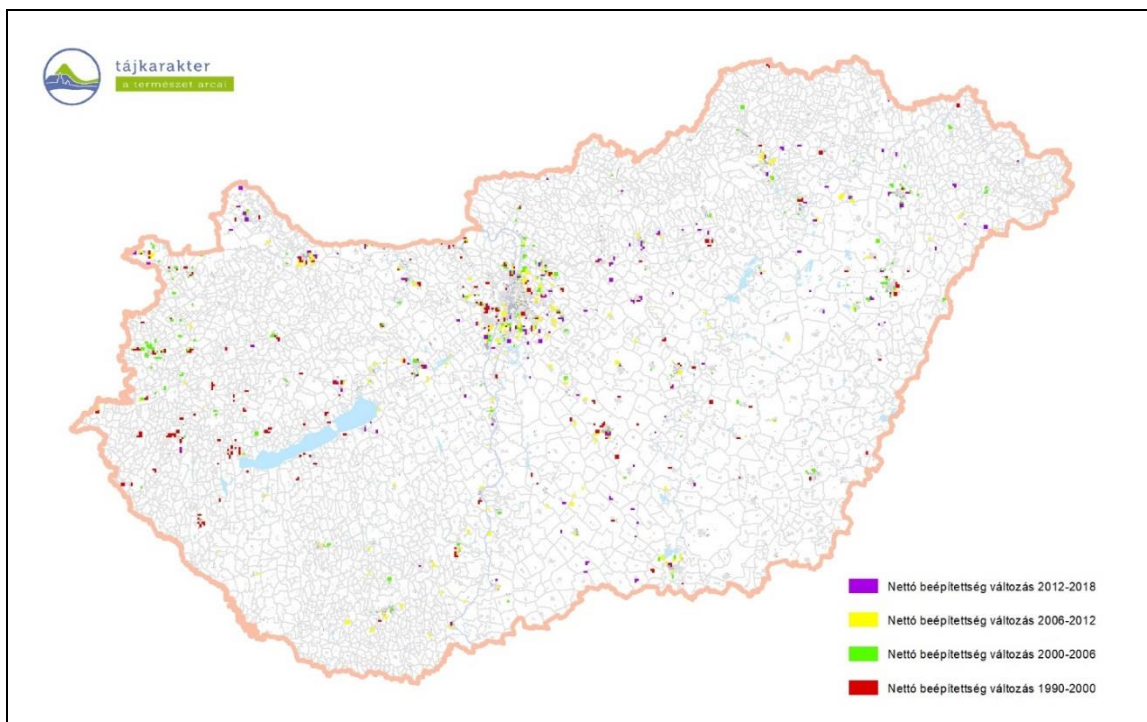 tájkarakter
a természet arcai
Nettó beépítettség változás 2012-2018
Nettó beépítettség változás 2006-2012
Nettó beépítettség változás 2000-2006
Nettó beépítettség változás 1990-2000